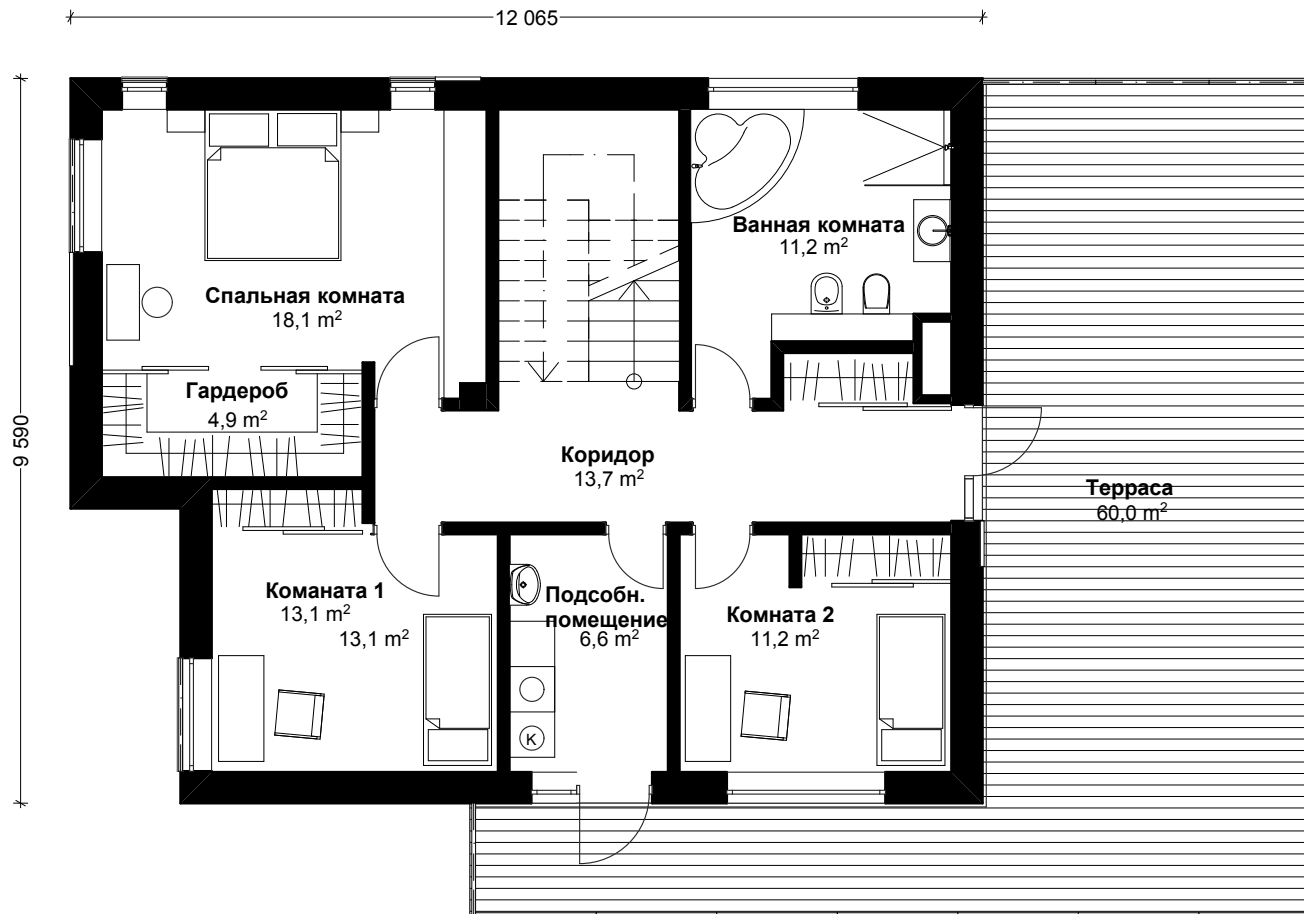 12 065
9 590
Ванная комната
11,2 m²
Спальная комната
18,1 m²
Гардероб
4,9 m²
Коридор
13,7 m²
Терраса
60,0 m²
Команата 1
13,1 m²
13,1 m²
Подсобн.
помещение
6,6 m²
Комната 2
11,2 m²
K